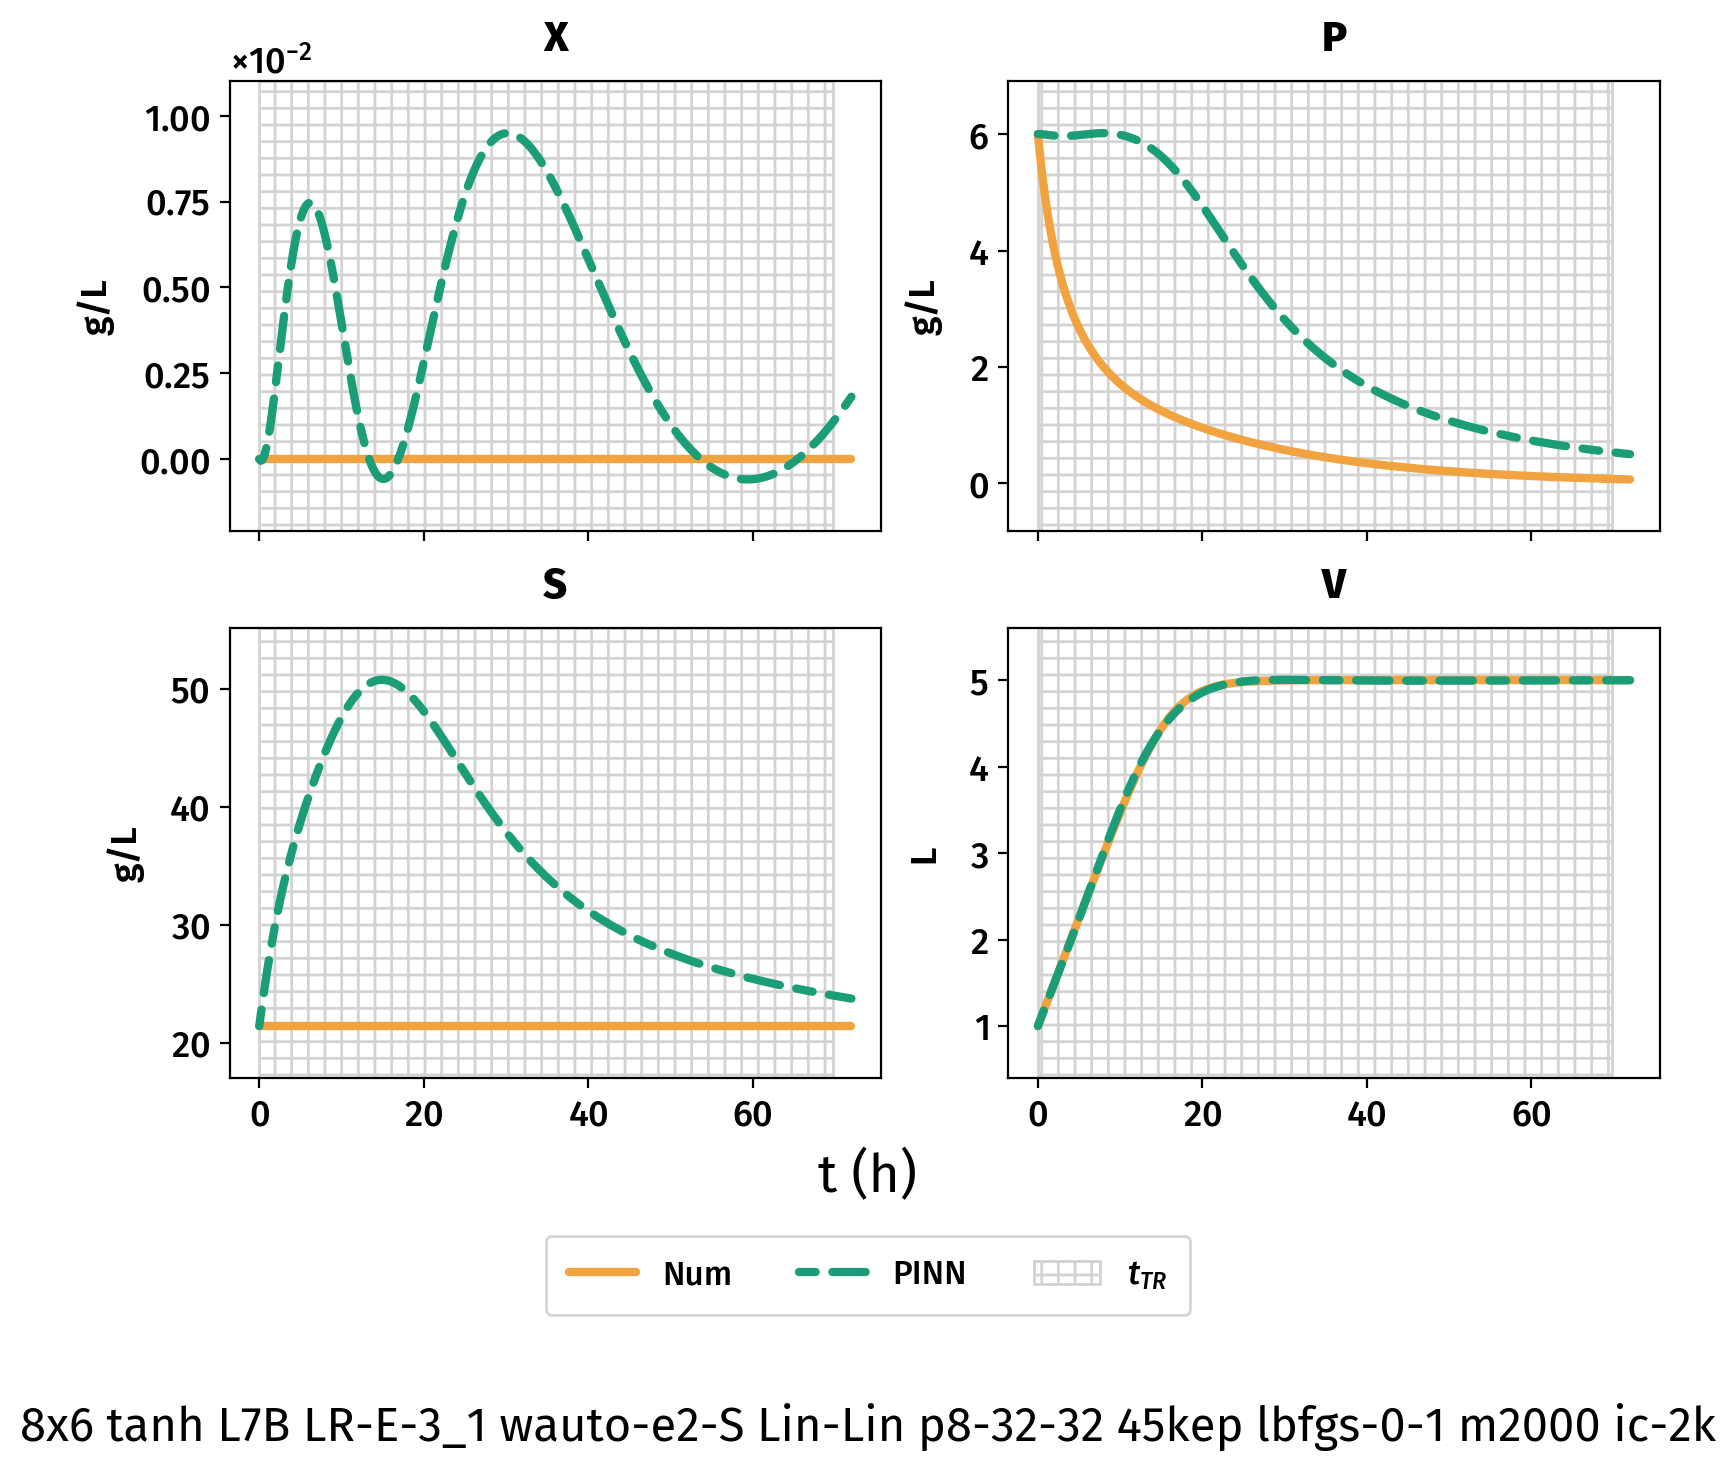 X
×10⁻²
1.00
0.75
0.50
0.25
0.00
g/L
P
6
4
2
0
g/L
S
50
40
30
20
g/L
0 20 40 60
V
5
4
3
2
1
L
0 20 40 60
t (h)
Num PINN t_TR
8x6 tanh L7B LR-E-3_1 wauto-e2-S Lin-Lin p8-32-32 45kep lbfgs-0-1 m2000 ic-2k